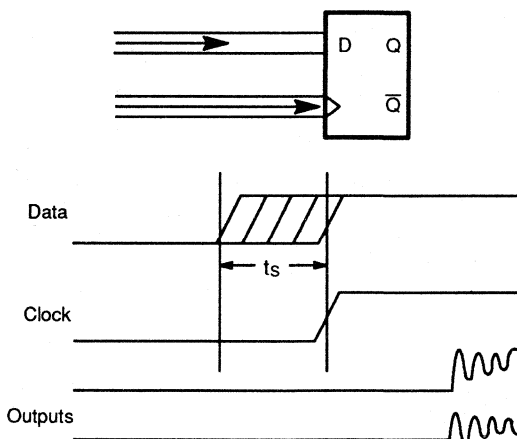 D Q
Q̅
Data
ts
Clock
Outputs